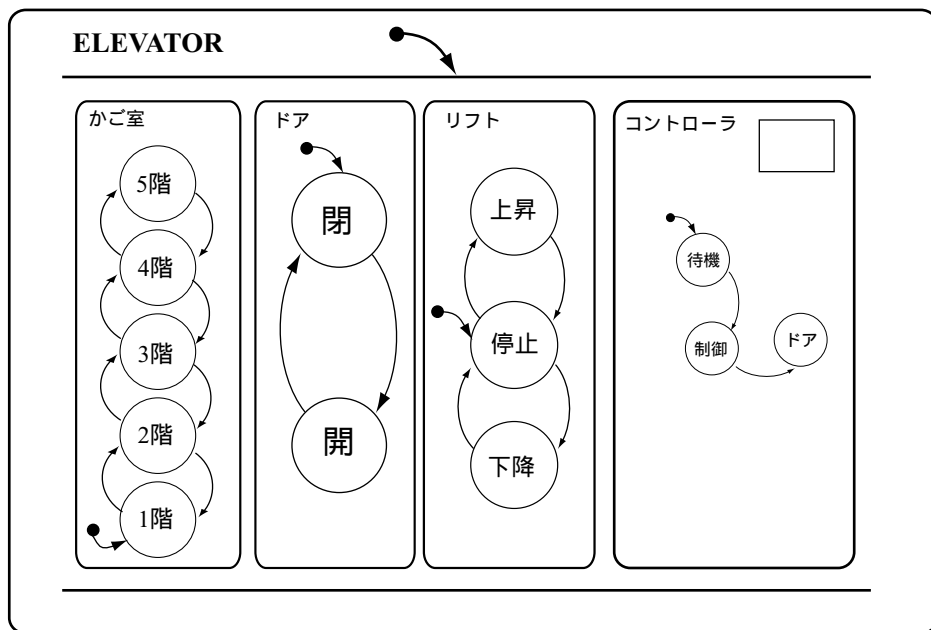 ELEVATOR
かご室
5階
4階
3階
2階
1階
ドア
閉
開
リフト
上昇
停止
下降
コントローラ
待機
制御
ドア